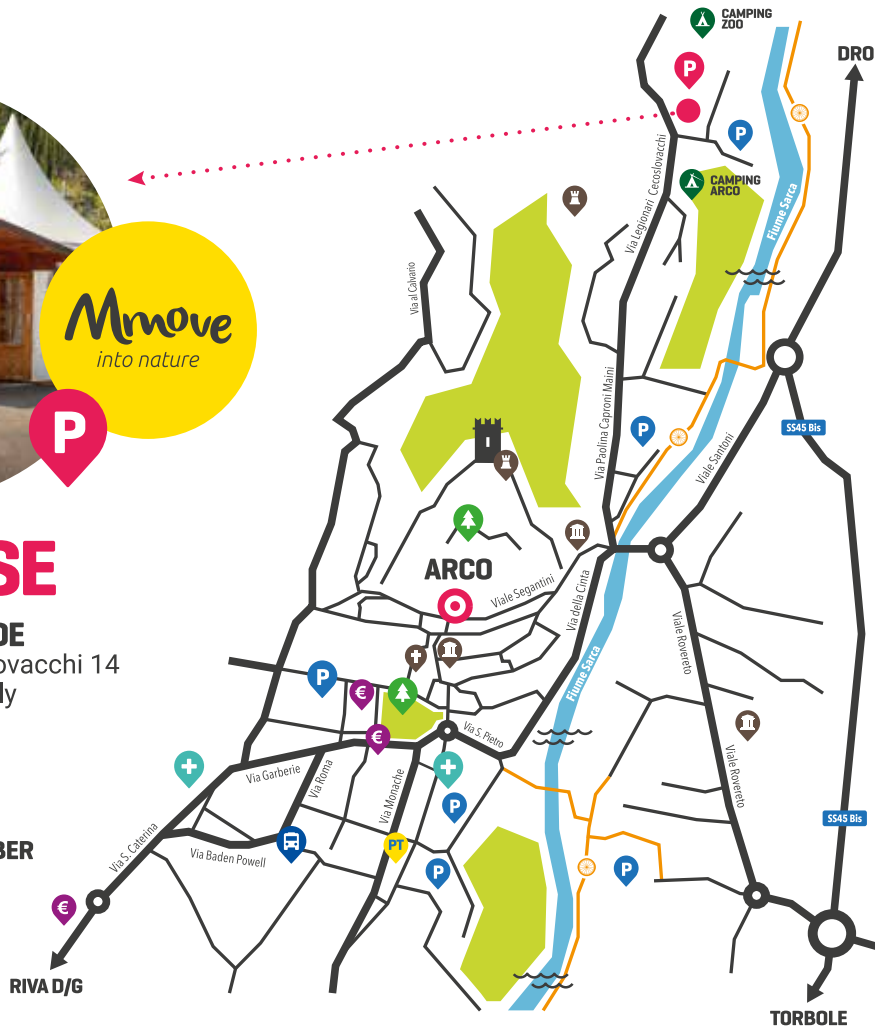 CAMPING
ZOO
P
DRO
P
Via Legionari Cecoslovacchi
CAMPING
ARCO
Fiume Sarca
Via al Calvario
Mmove
into nature
P
Via Paolina Caproni Maini
P
SS45 Bis
Viale Santoni
SE
ARCO
DE
ovacchi 14
ly
Viale Segantini
Via della Cinta
Viale Rovereto
Fiume Sarca
P
€
€
Via S. Pietro
Via Garberie
Via Roma
Via Monache
Viale Rovereto
P
SS45 Bis
BER
Via S. Caterina
Via Baden Powell
PT
P
P
€
RIVA D/G
TORBOLE